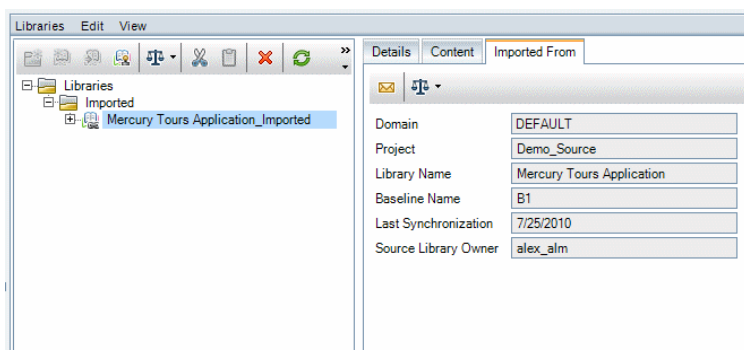 Libraries Edit View
Details Content Imported From
Libraries
Imported
Mercury Tours Application_Imported
Domain DEFAULT
Project Demo_Source
Library Name Mercury Tours Application
Baseline Name B1
Last Synchronization 7/25/2010
Source Library Owner alex_alm